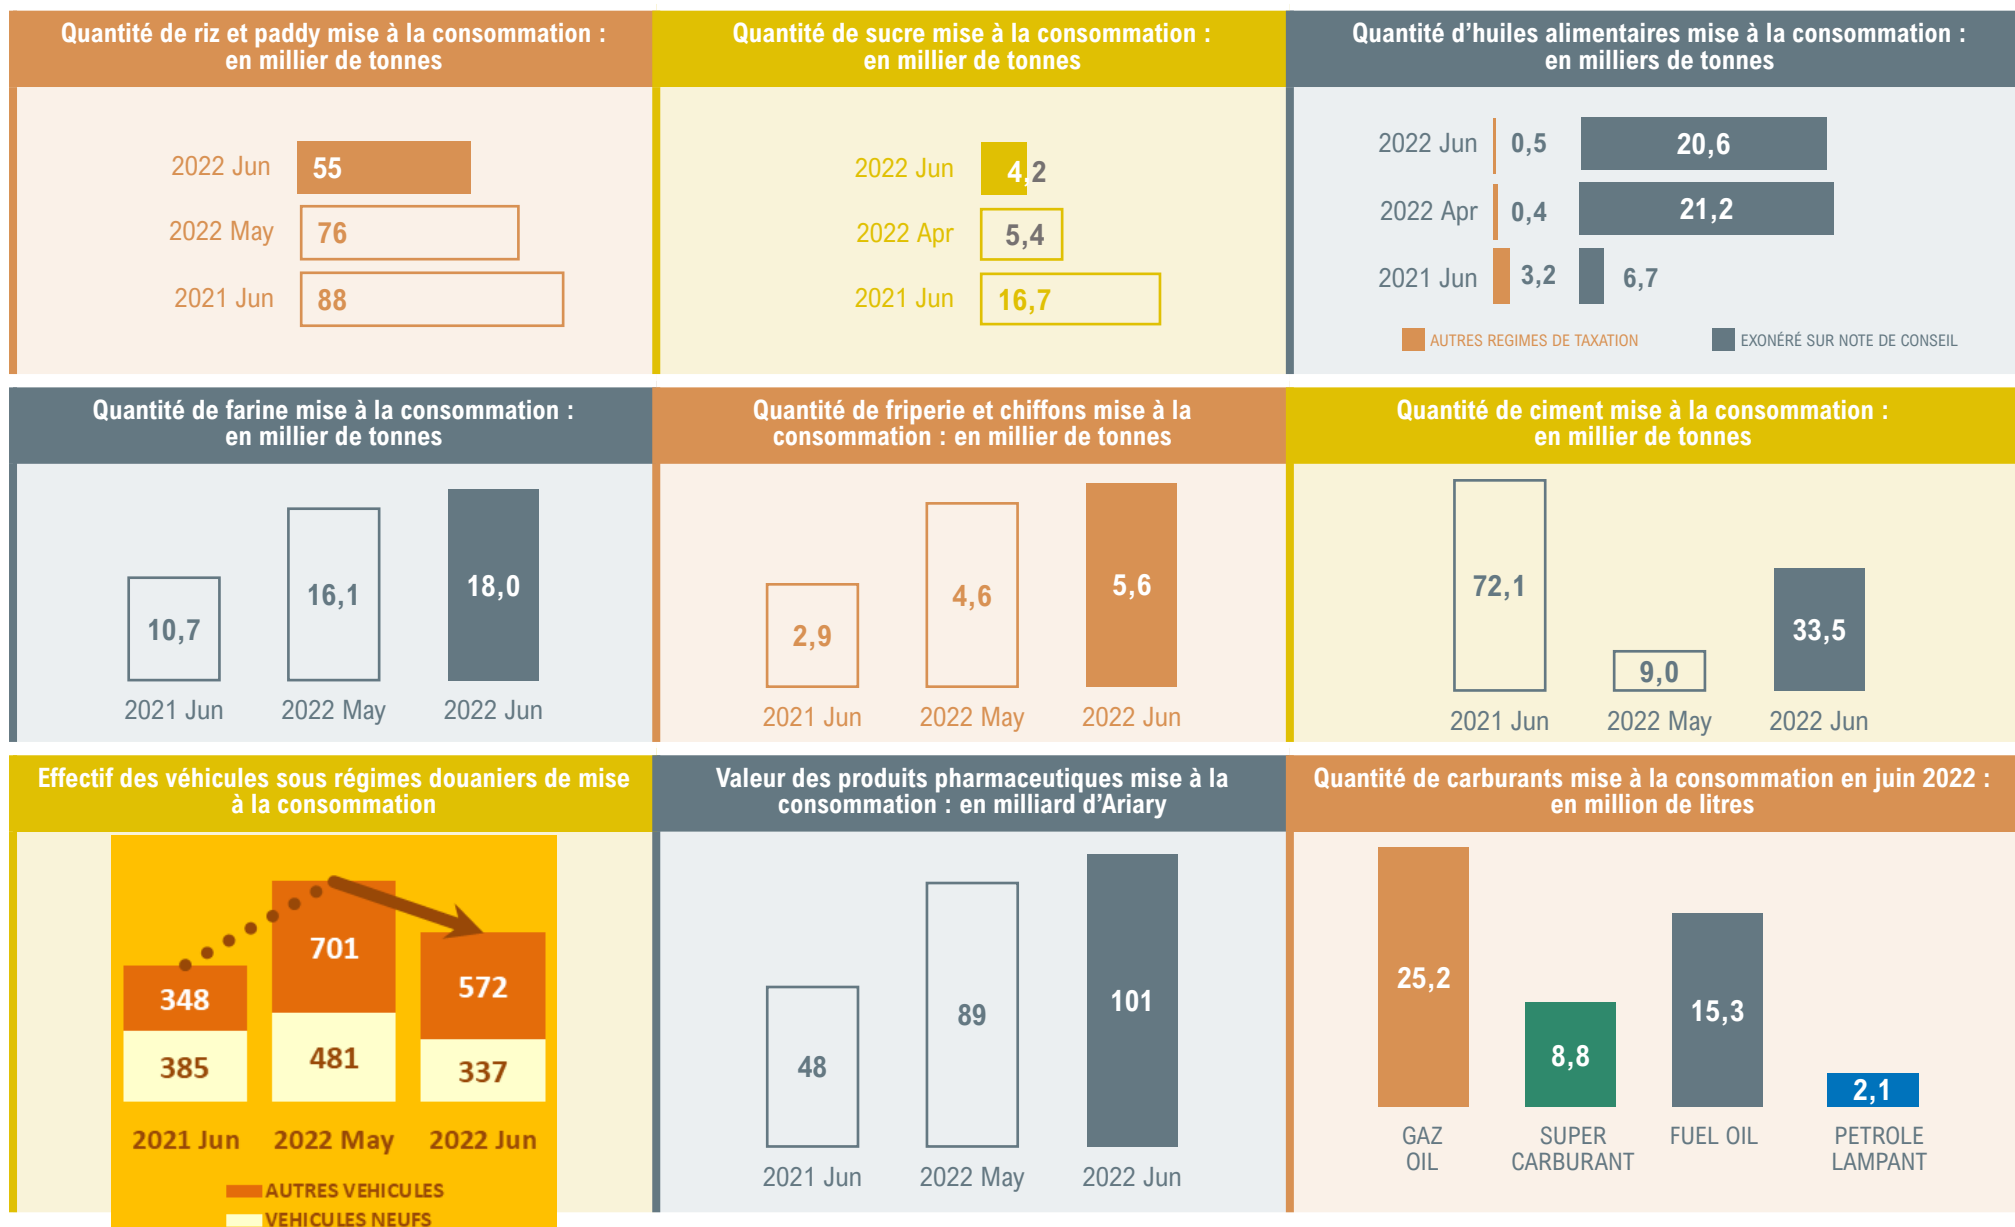 Quantité de riz et paddy mise à la consommation :
en millier de tonnes
2022 Jun 55
2022 May 76
2021 Jun 88
Quantité de sucre mise à la consommation :
en millier de tonnes
2022 Jun 4,2
2022 Apr 5,4
2021 Jun 16,7
Quantité d’huiles alimentaires mise à la consommation :
en milliers de tonnes
2022 Jun 0,5 20,6
2022 Apr 0,4 21,2
2021 Jun 3,2 6,7
AUTRES REGIMES DE TAXATION EXONÉRÉ SUR NOTE DE CONSEIL
Quantité de farine mise à la consommation :
en millier de tonnes
10,7 16,1 18,0
2021 Jun 2022 May 2022 Jun
Quantité de friperie et chiffons mise à la
consommation : en millier de tonnes
2,9 4,6 5,6
2021 Jun 2022 May 2022 Jun
Quantité de ciment mise à la consommation :
en millier de tonnes
72,1 9,0 33,5
2021 Jun 2022 May 2022 Jun
Effectif des véhicules sous régimes douaniers de mise
à la consommation
348 701 572
385 481 337
2021 Jun 2022 May 2022 Jun
AUTRES VEHICULES
VEHICULES NEUFS
Valeur des produits pharmaceutiques mise à la
consommation : en milliard d’Ariary
48 89 101
2021 Jun 2022 May 2022 Jun
Quantité de carburants mise à la consommation en juin 2022 :
en million de litres
25,2 8,8 15,3 2,1
GAZ SUPER FUEL OIL PETROLE
OIL CARBURANT LAMPANT